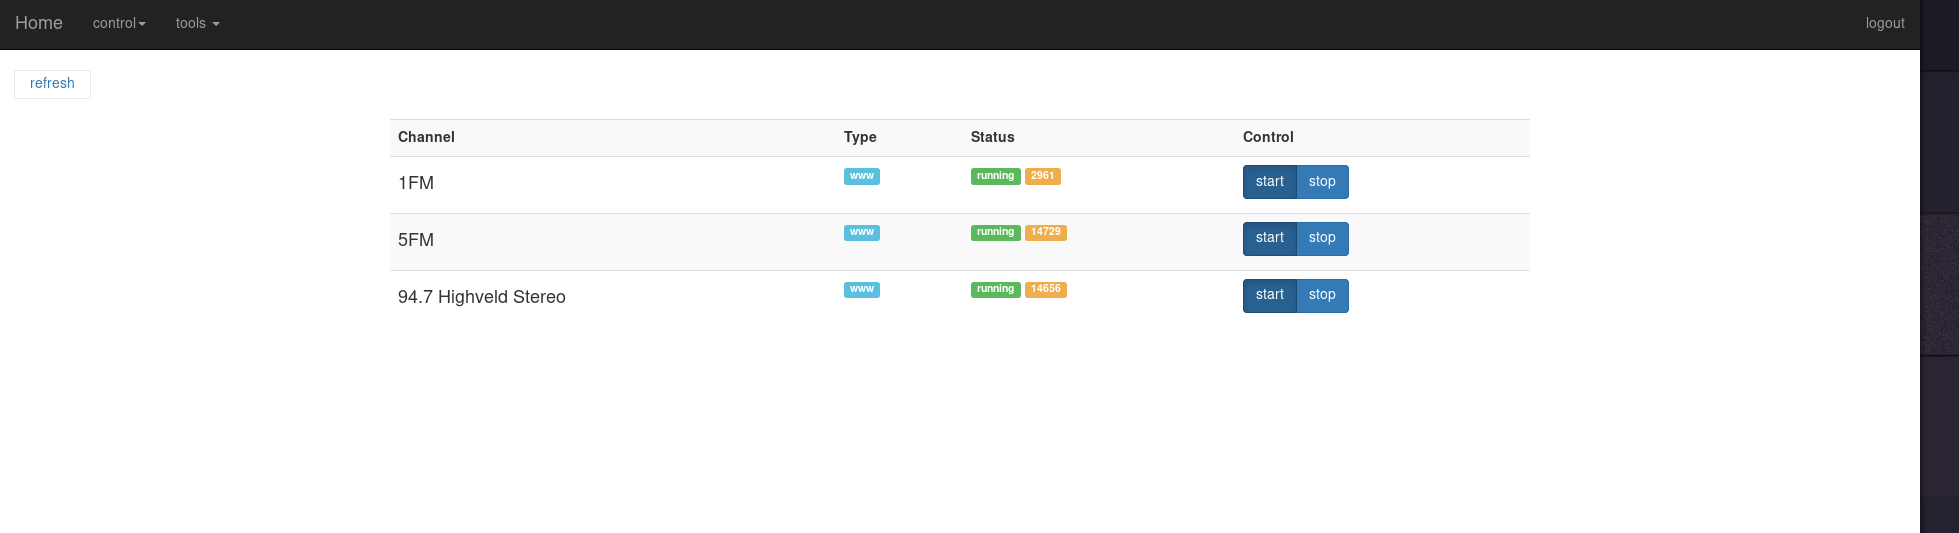 Home control tools logout
refresh
Channel Type Status Control
1FM www running 2961 start stop
5FM www running 14729 start stop
94.7 Highveld Stereo www running 14656 start stop